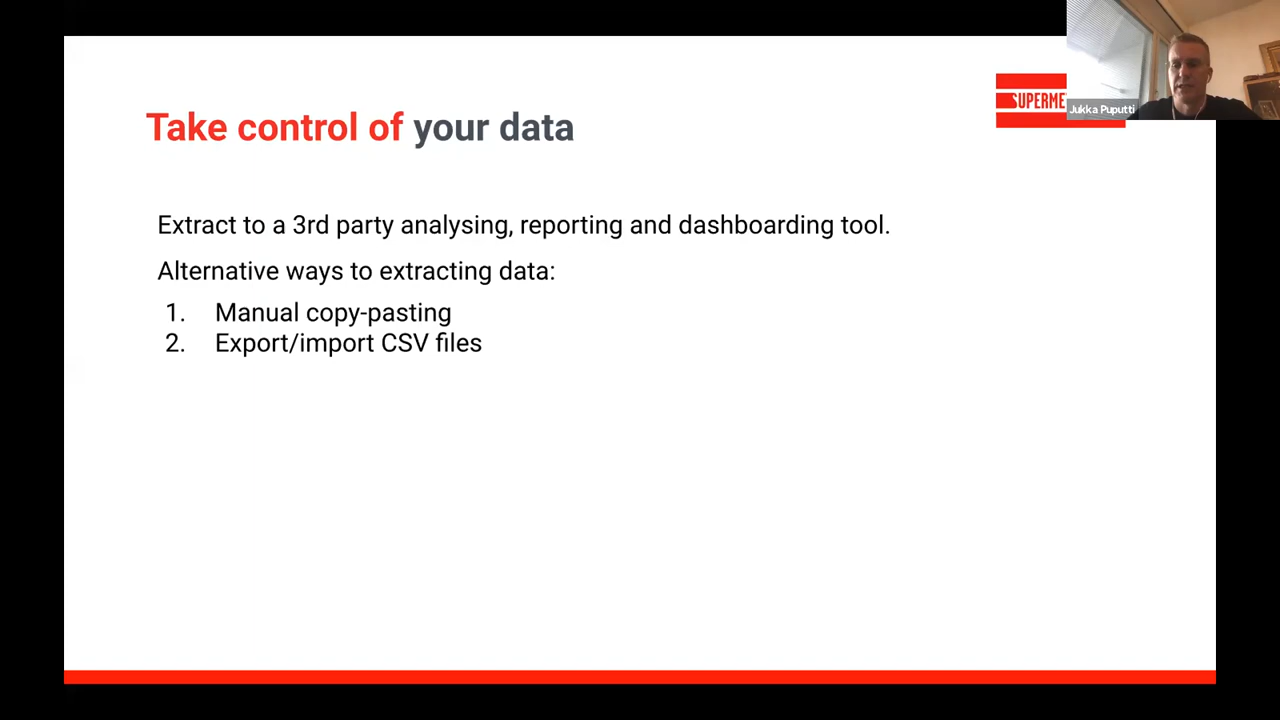 Take control of your data
Jukka Puputti
Extract to a 3rd party analysing, reporting and dashboarding tool.
Alternative ways to extracting data:
1. Manual copy-pasting
2. Export/import CSV files